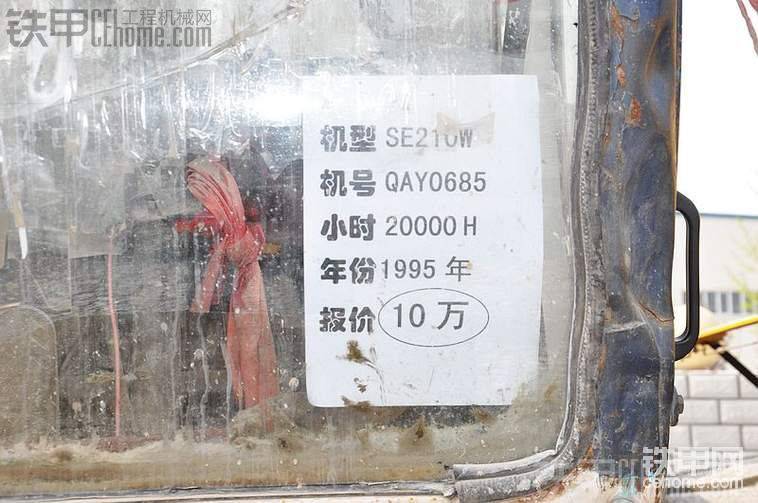 铁甲 工程机械网
CEhome.com
机型 SE210W
机号 QAY0685
小时 20000 H
年份 1995 年
报价 10 万
铁甲网
cehome.com